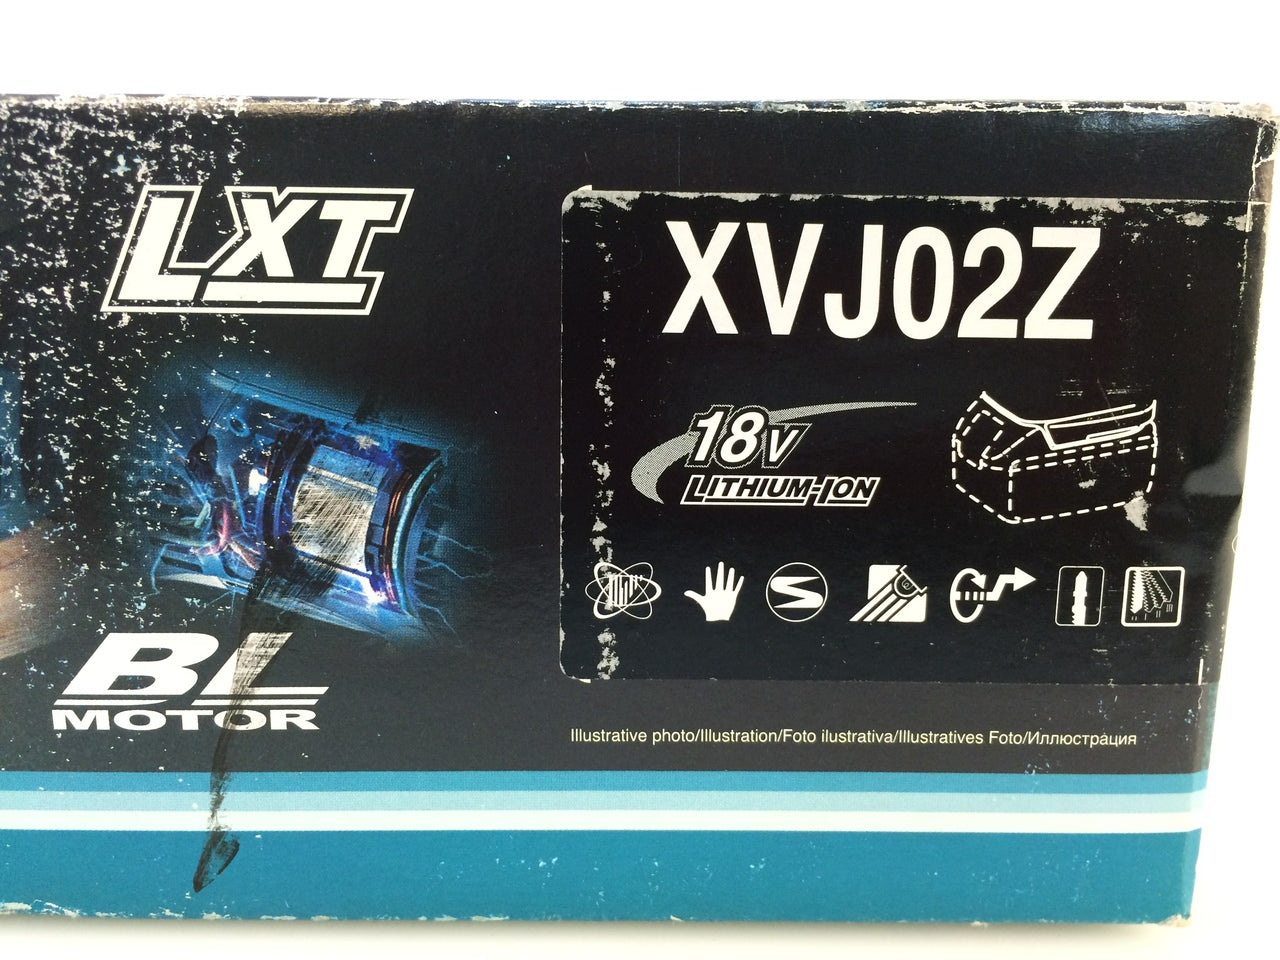 LXT
XVJ02Z
18V
LITHIUM-ION
BL
MOTOR
Illustrative photo/Illustration/Foto ilustrativa/Illustratives Foto/Иллюстрация